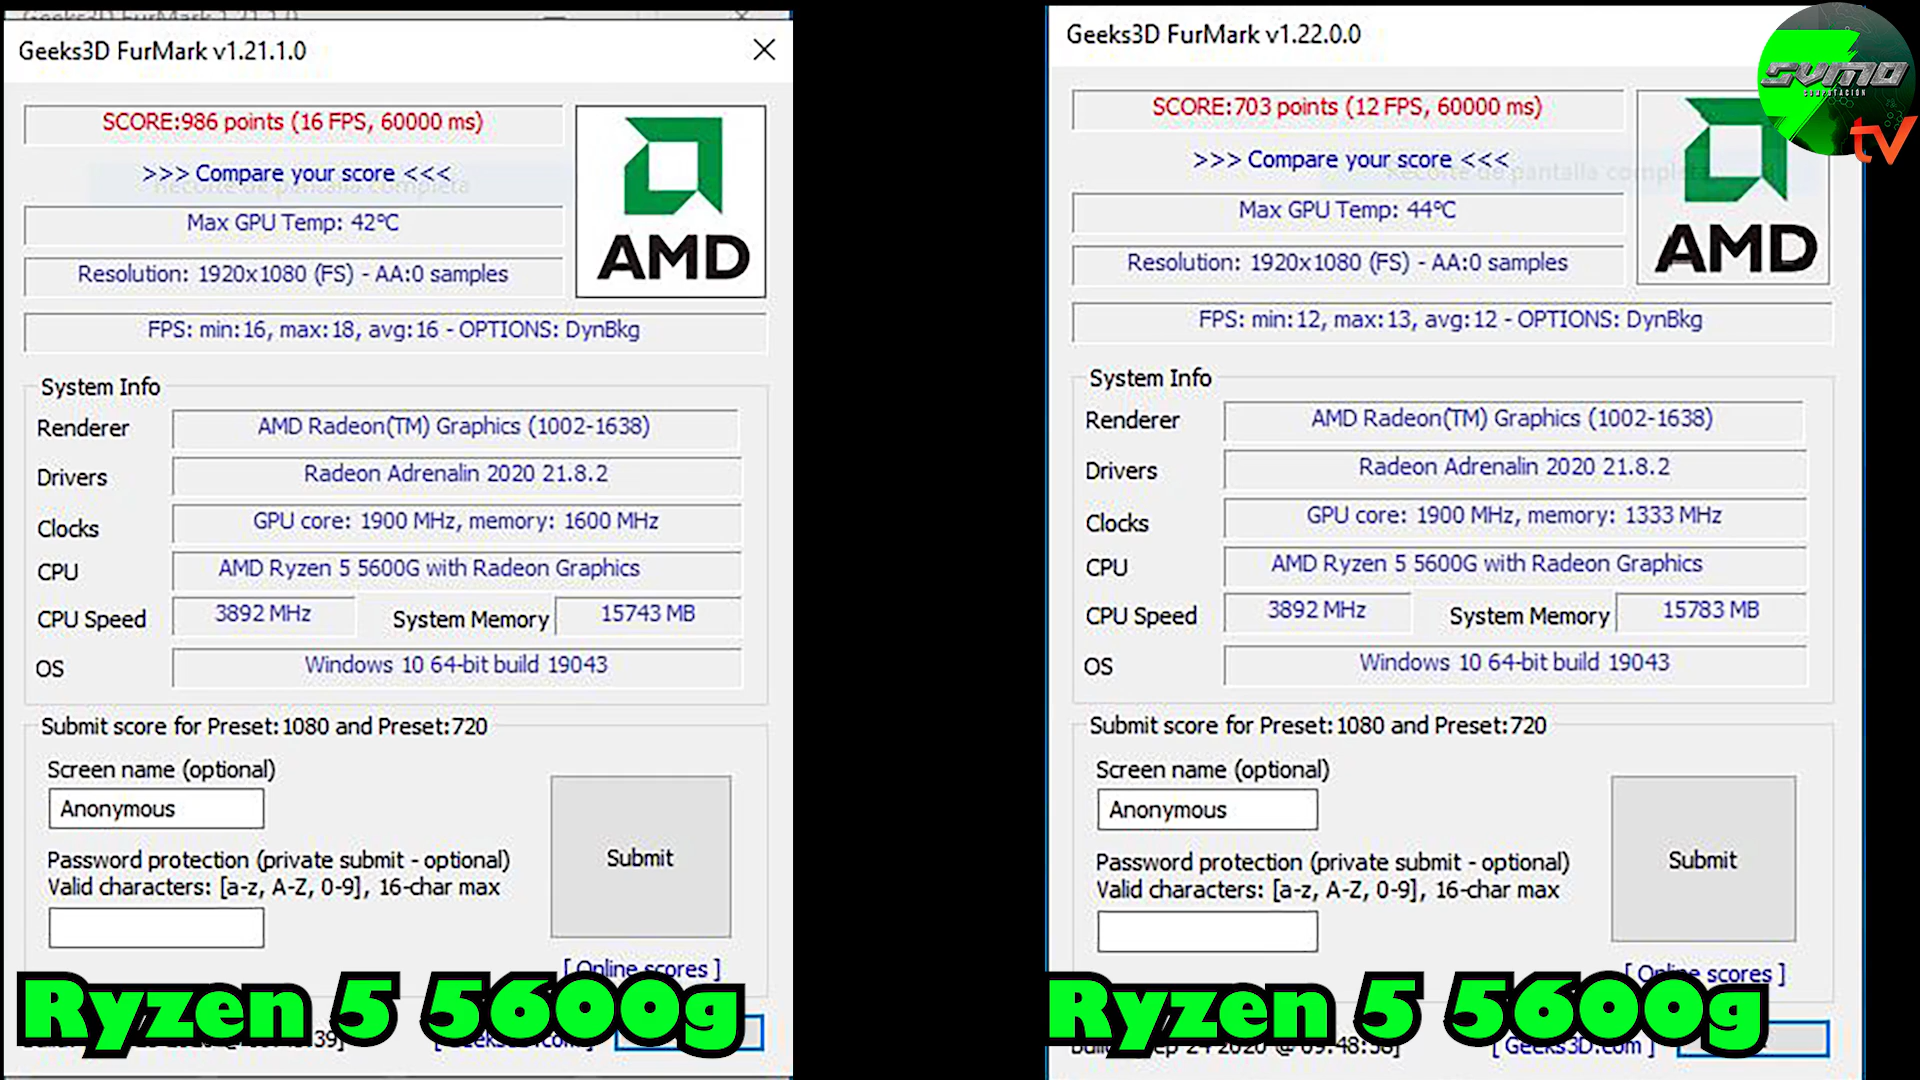 Geeks3D FurMark v1.21.1.0
SCORE:986 points (16 FPS, 60000 ms)
>>> Compare your score <<<
Recorte de pantalla completa
Max GPU Temp: 42°C
Resolution: 1920x1080 (FS) - AA:0 samples
AMD
FPS: min:16, max:18, avg:16 - OPTIONS: DynBkg
System Info
Renderer AMD Radeon(TM) Graphics (1002-1638)
Drivers Radeon Adrenalin 2020 21.8.2
Clocks GPU core: 1900 MHz, memory: 1600 MHz
CPU AMD Ryzen 5 5600G with Radeon Graphics
CPU Speed 3892 MHz System Memory 15743 MB
OS Windows 10 64-bit build 19043
Submit score for Preset:1080 and Preset:720
Screen name (optional)
Anonymous
Password protection (private submit - optional)
Valid characters: [a-z, A-Z, 0-9], 16-char max
Submit
[ Online scores ]
Ryzen 5 5600g
Geeks3D FurMark v1.22.0.0
SYMO
COMPUTACIÓN
tv
SCORE:703 points (12 FPS, 60000 ms)
>>> Compare your score <<<
Recorte de pantalla completa
Max GPU Temp: 44°C
Resolution: 1920x1080 (FS) - AA:0 samples
AMD
FPS: min:12, max:13, avg:12 - OPTIONS: DynBkg
System Info
Renderer AMD Radeon(TM) Graphics (1002-1638)
Drivers Radeon Adrenalin 2020 21.8.2
Clocks GPU core: 1900 MHz, memory: 1333 MHz
CPU AMD Ryzen 5 5600G with Radeon Graphics
CPU Speed 3892 MHz System Memory 15783 MB
OS Windows 10 64-bit build 19043
Submit score for Preset:1080 and Preset:720
Screen name (optional)
Anonymous
Password protection (private submit - optional)
Valid characters: [a-z, A-Z, 0-9], 16-char max
Submit
[ Online scores ]
Ryzen 5 5600g
[ Geeks3D.com ]